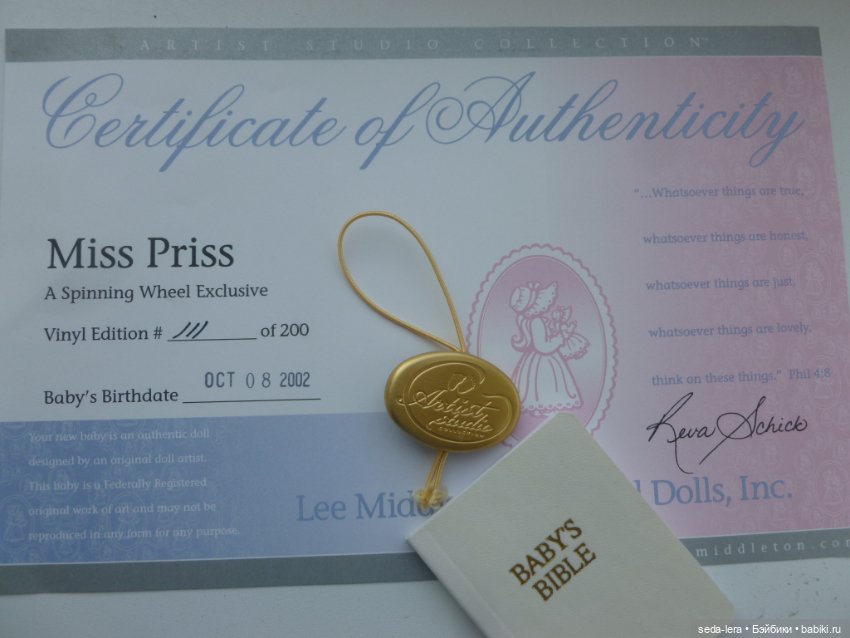 ARTIST STUDIO COLLECTION™
Certificate of Authenticity
"...Whatsoever things are true,
whatsoever things are honest,
whatsoever things are just,
whatsoever things are lovely,
think on these things." Phil 4:8
Miss Priss
A Spinning Wheel Exclusive
Vinyl Edition # 111 of 200
Baby's Birthdate OCT 08 2002
Reva Schick
Your new baby is an authentic doll
designed by an original doll artist.
This baby is a Federally Registered
original work of art and may not be
reproduced in any form for any purpose.
Lee Midd l Dolls, Inc.
middleton.com
Artist
Studio
COLLECTION
BABY'S
BIBLE
seda-lera • Бэйбики • babiki.ru